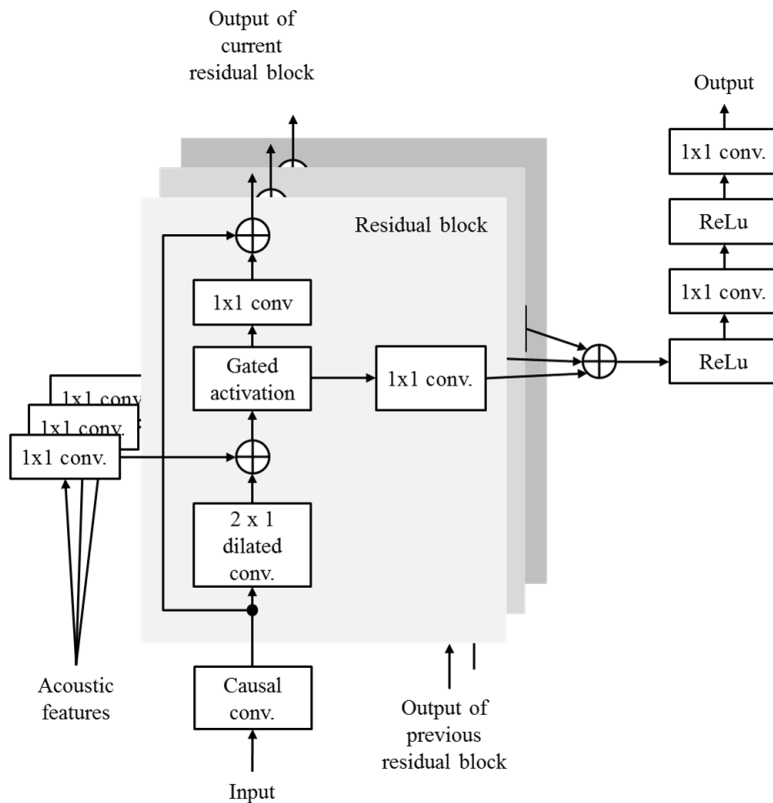 Output of
current
residual block
Output
1x1 conv.
ReLu
1x1 conv.
ReLu
Residual block
1x1 conv
Gated
activation
1x1 conv.
1x1 conv
1x1 conv.
1x1 conv.
2 x 1
dilated
conv.
Acoustic
features
Causal
conv.
Input
Output of
previous
residual block